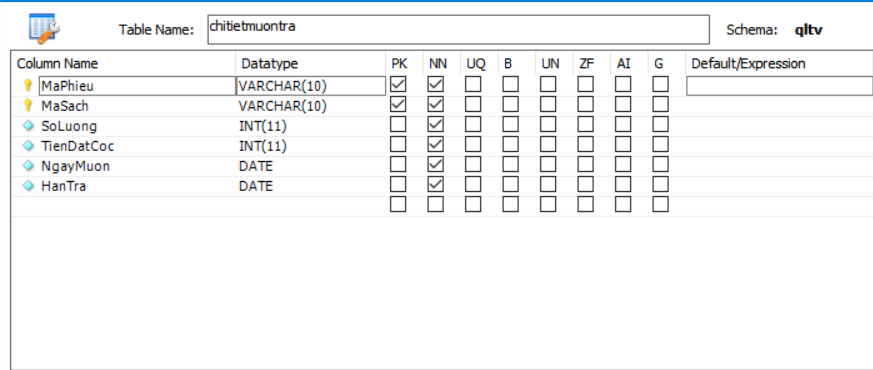 Table Name: chitietmuontra Schema: qltv
Column Name Datatype PK NN UQ B UN ZF AI G Default/Expression
MaPhieu VARCHAR(10)
MaSach VARCHAR(10)
SoLuong INT(11)
TienDatCoc INT(11)
NgayMuon DATE
HanTra DATE